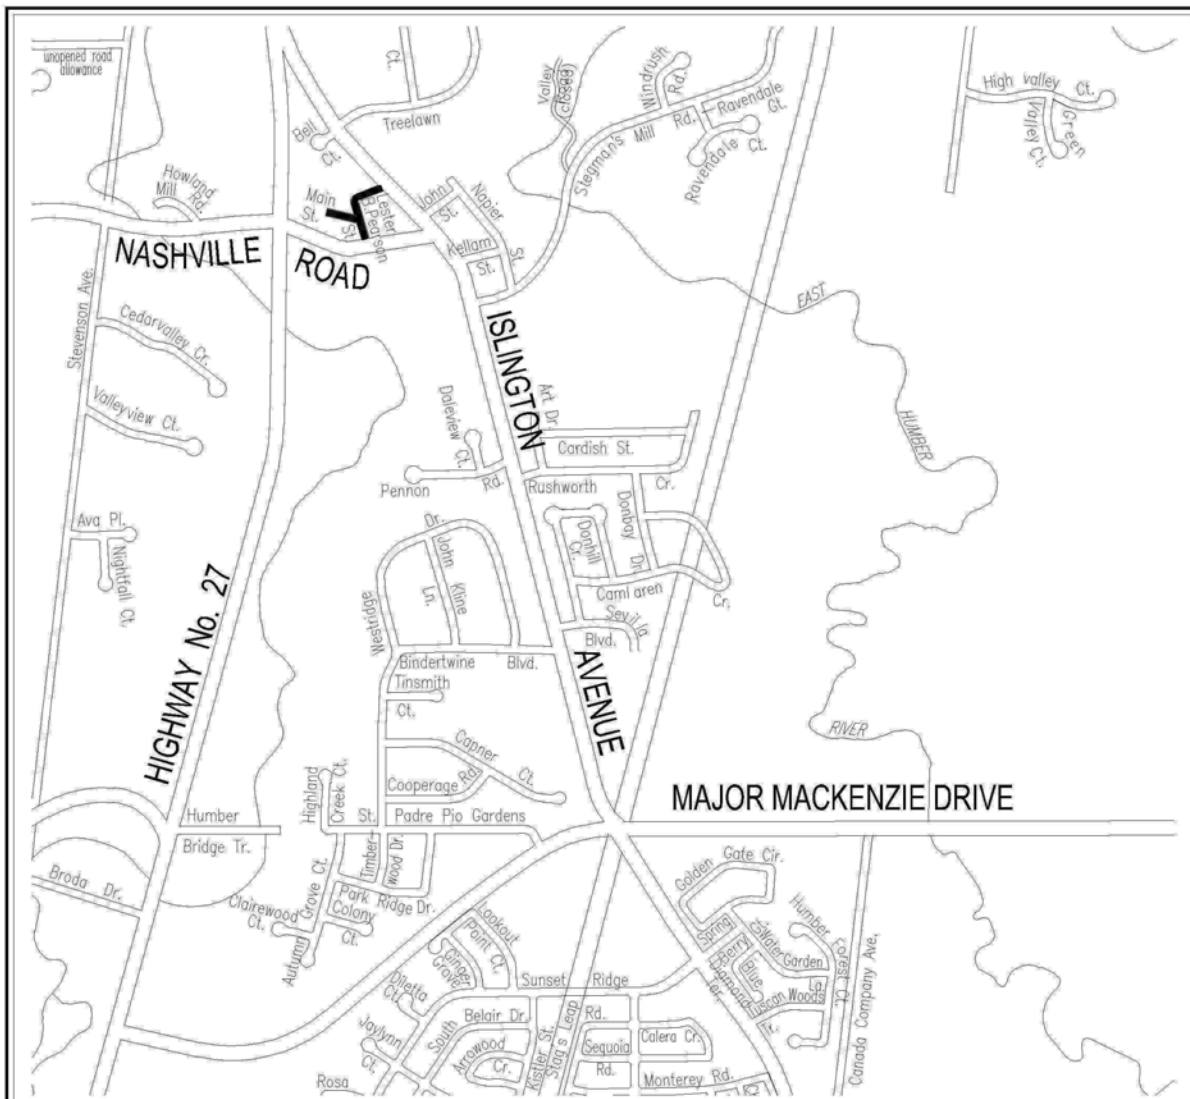 unopened road
allowance
Ct.
Treelawn
Bell
Ct.
Valley
Road
closed)
Windrush
Rd.
Stegman's
Mill
Rd.
Ravendale
Ct.
Ravendale
Ct.
High valley
Ct.
Green
Valley Ct.
Howland
Mill
Rd.
Main
St.
Lester
B. Pearson
St.
John
St.
Napier
St.
Kellam
St.
NASHVILLE
ROAD
Stevenson Ave.
Cedarvalley Cr.
Valleyview Ct.
EAST
HUMBER
RIVER
ISLINGTON
AVENUE
Art Dr.
Cardish St.
Daleview
Ct.
Pennon
Rd.
Rushworth
Cr.
Donbay
Dr.
Donhill
Cr.
Camlaren
Cr.
Sevilla
Blvd.
Ava Pl.
Nightfall Ct.
HIGHWAY No. 27
Dr.
Westridge
John
Kline
Ln.
Bindertwine
Blvd.
Tinsmith
Ct.
Capner
Ct.
Cooperage
Rd.
Highland
Creek Ct.
St.
Padre Pio Gardens
MAJOR MACKENZIE DRIVE
Humber
Bridge Tr.
Timber-
wood Dr.
Broda Dr.
Park Ridge Dr.
Colony
Ct.
Clairewood
Ct.
Autumn
Grove Ct.
Golden
Gate Cir.
Lookout
Point Ct.
Ginger
Grove
Diletta
Ct.
Sunset
Ridge
Spring
Berry
Blue
Diamond
Ter.
Hi
Water
Garden
La
Humber
Forest Ct.
Tuscan Woods
Tr.
Canada Company Ave.
Jaylynn
Ct.
South
Belair Dr.
Arrowood
Cr.
Kistler St.
Stag's Leap
Rd.
Sequoia
Rd.
Calera Cr.
Monterey Rd.
Rosa